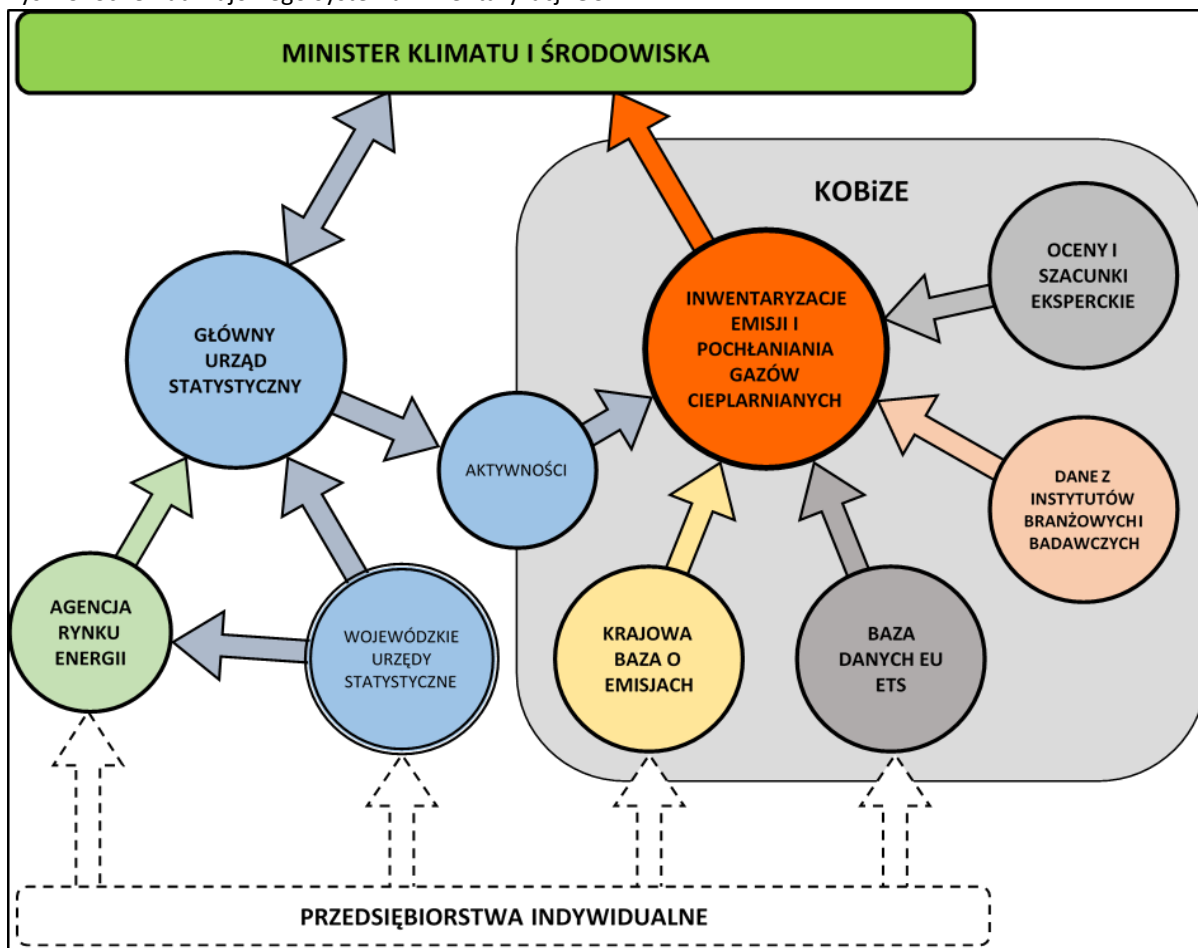 MINISTER KLIMATU I ŚRODOWISKA
KOBiZE
OCENY I
SZACUNKI
EKSPERCKIE
INWENTARYZACJE
EMISJI I
POCHŁANIANIA
GAZÓW
CIEPLARNIANYCH
GŁÓWNY
URZĄD
STATYSTYCZNY
AKTYWNOŚCI
DANE Z
INSTYTUTÓW
BRANŻOWYCH I
BADAWCZYCH
AGENCJA
RYNKU
ENERGII
WOJEWÓDZKIE
URZĘDY
STATYSTYCZNE
KRAJOWA
BAZA O
EMISJACH
BAZA
DANYCH EU
ETS
PRZEDSIĘBIORSTWA INDYWIDUALNE